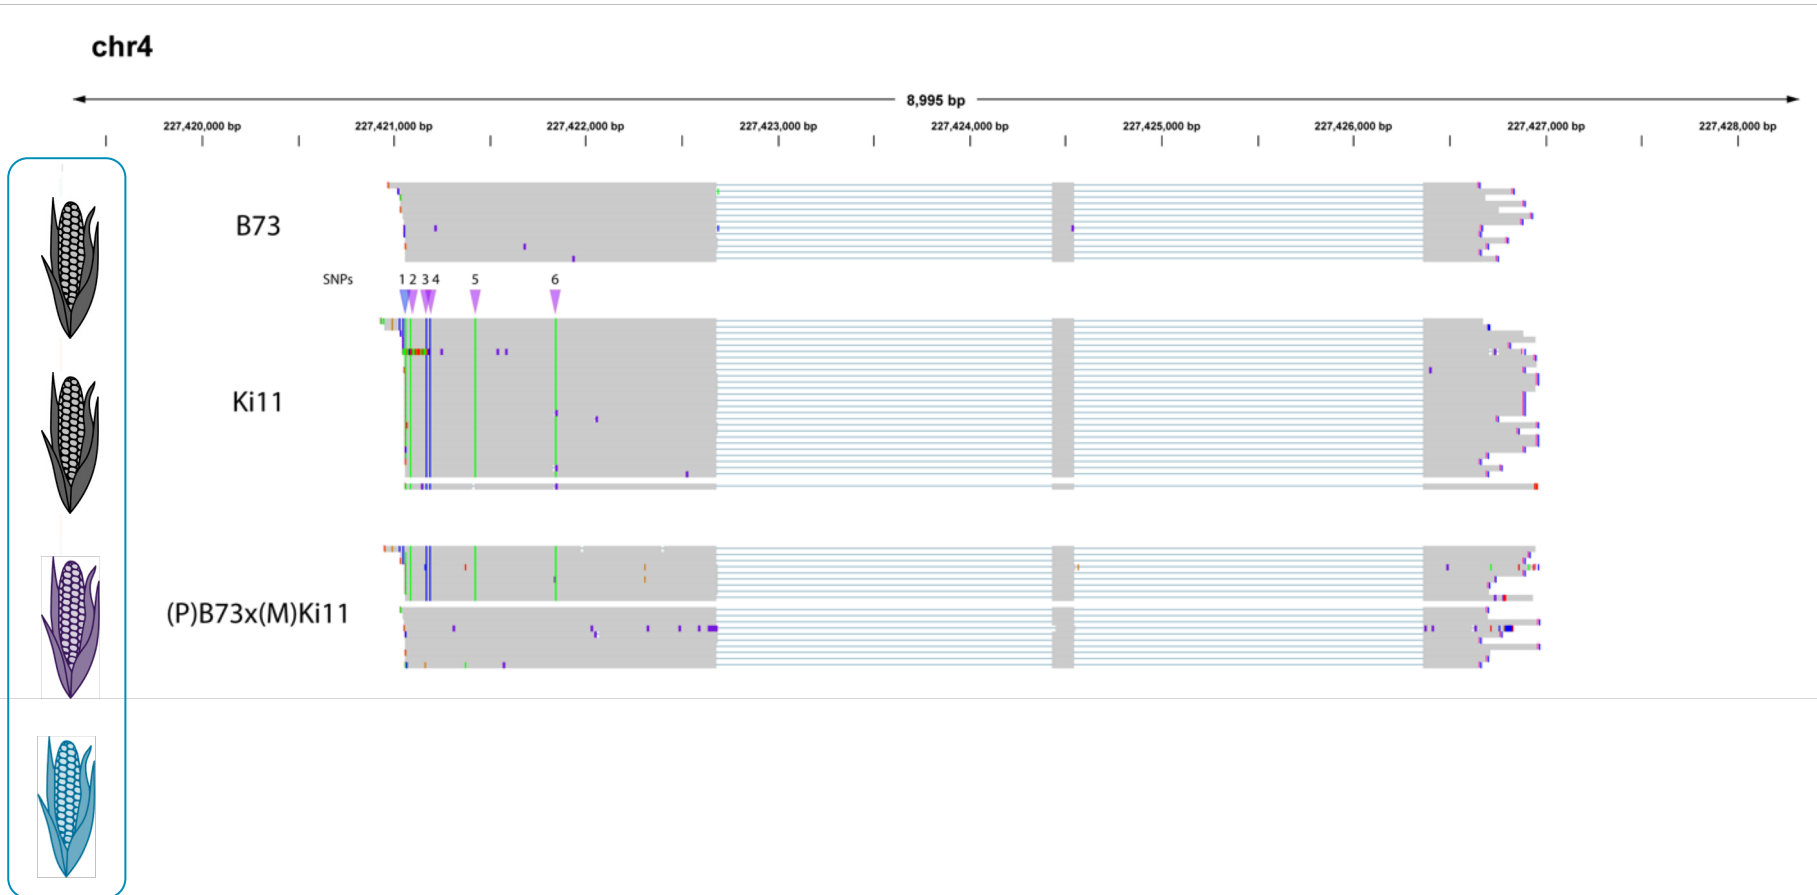 chr4
8,995 bp
227,420,000 bp 227,421,000 bp 227,422,000 bp 227,423,000 bp 227,424,000 bp 227,425,000 bp 227,426,000 bp 227,427,000 bp 227,428,000 bp
B73
SNPs 1 2 3 4 5 6
Ki11
(P)B73x(M)Ki11